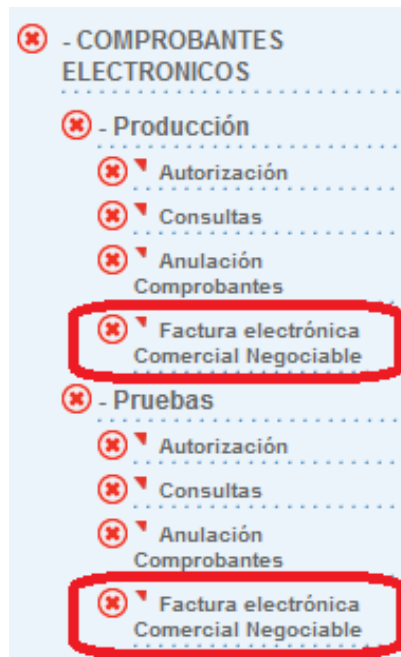 - COMPROBANTES
ELECTRONICOS
- Producción
Autorización
Consultas
Anulación
Comprobantes
Factura electrónica
Comercial Negociable
- Pruebas
Autorización
Consultas
Anulación
Comprobantes
Factura electrónica
Comercial Negociable